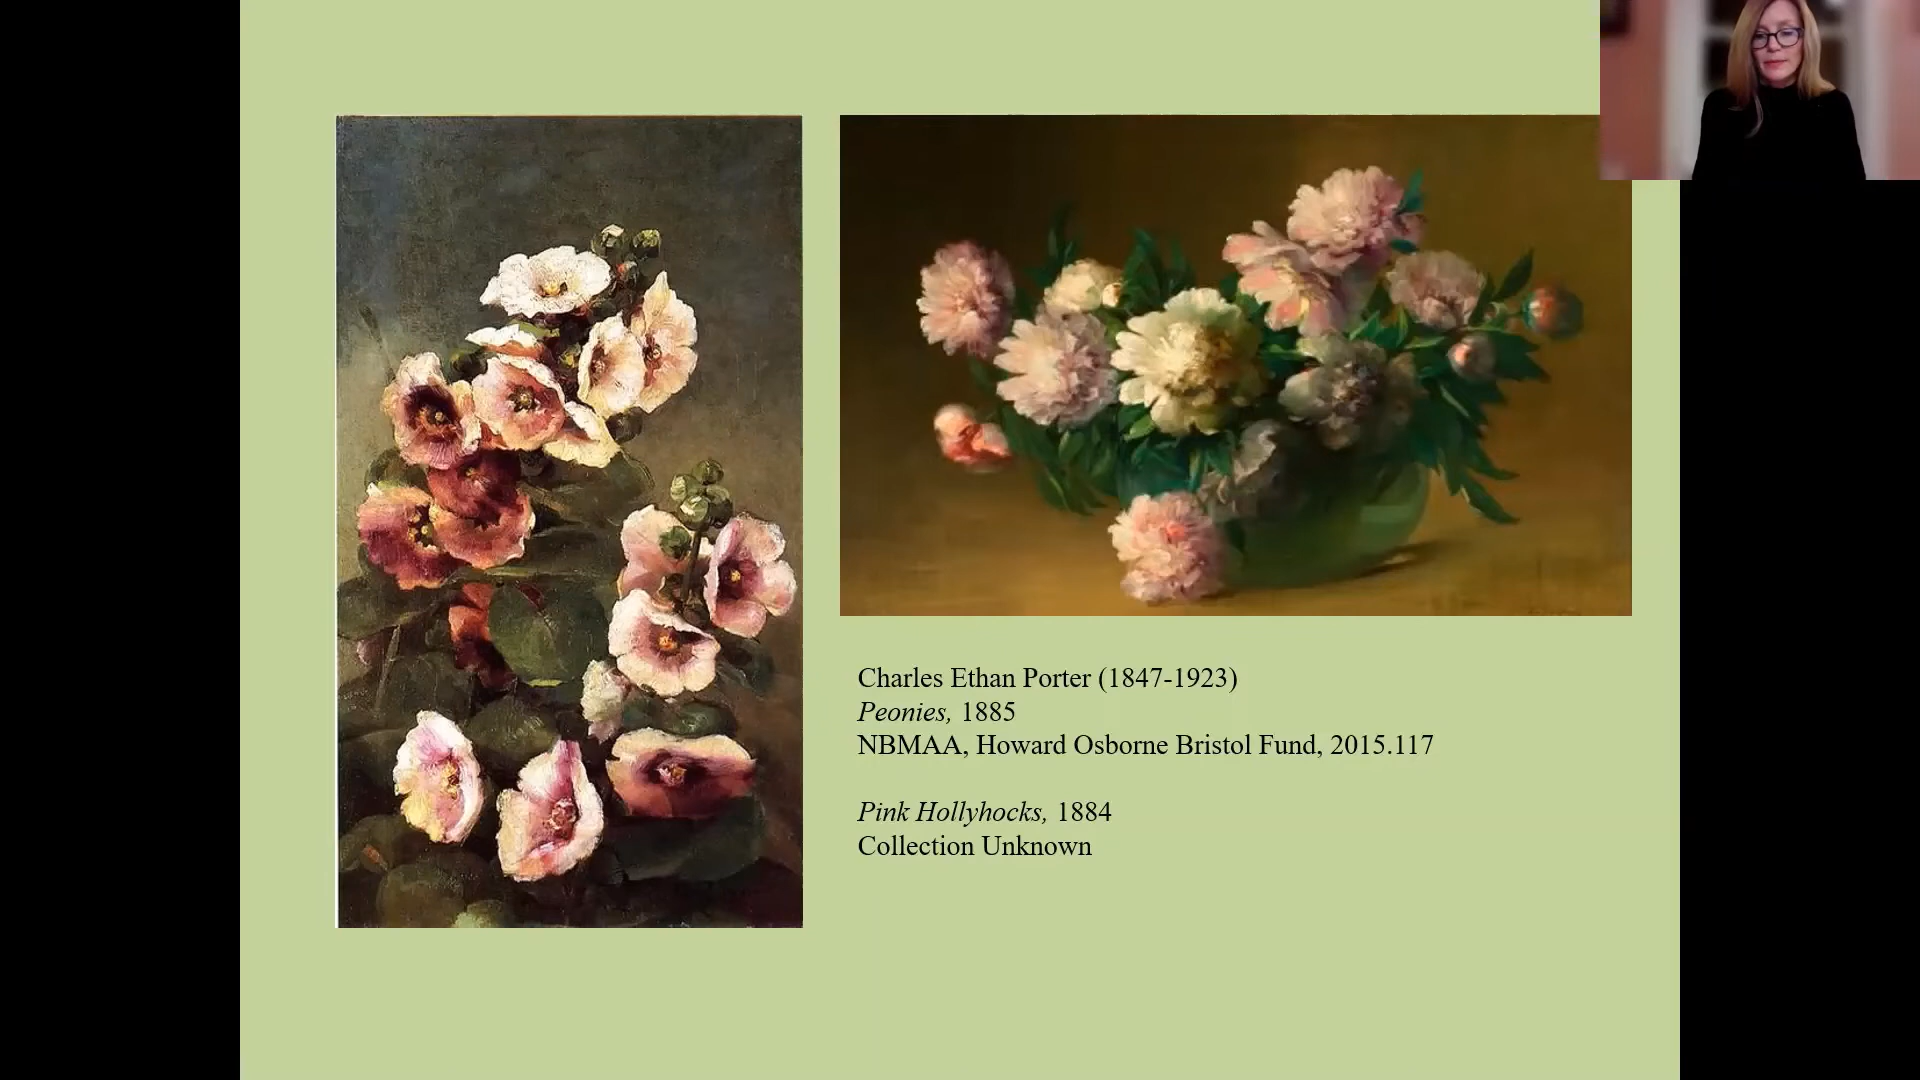 Charles Ethan Porter (1847-1923)
Peonies, 1885
NBMAA, Howard Osborne Bristol Fund, 2015.117
Pink Hollyhocks, 1884
Collection Unknown